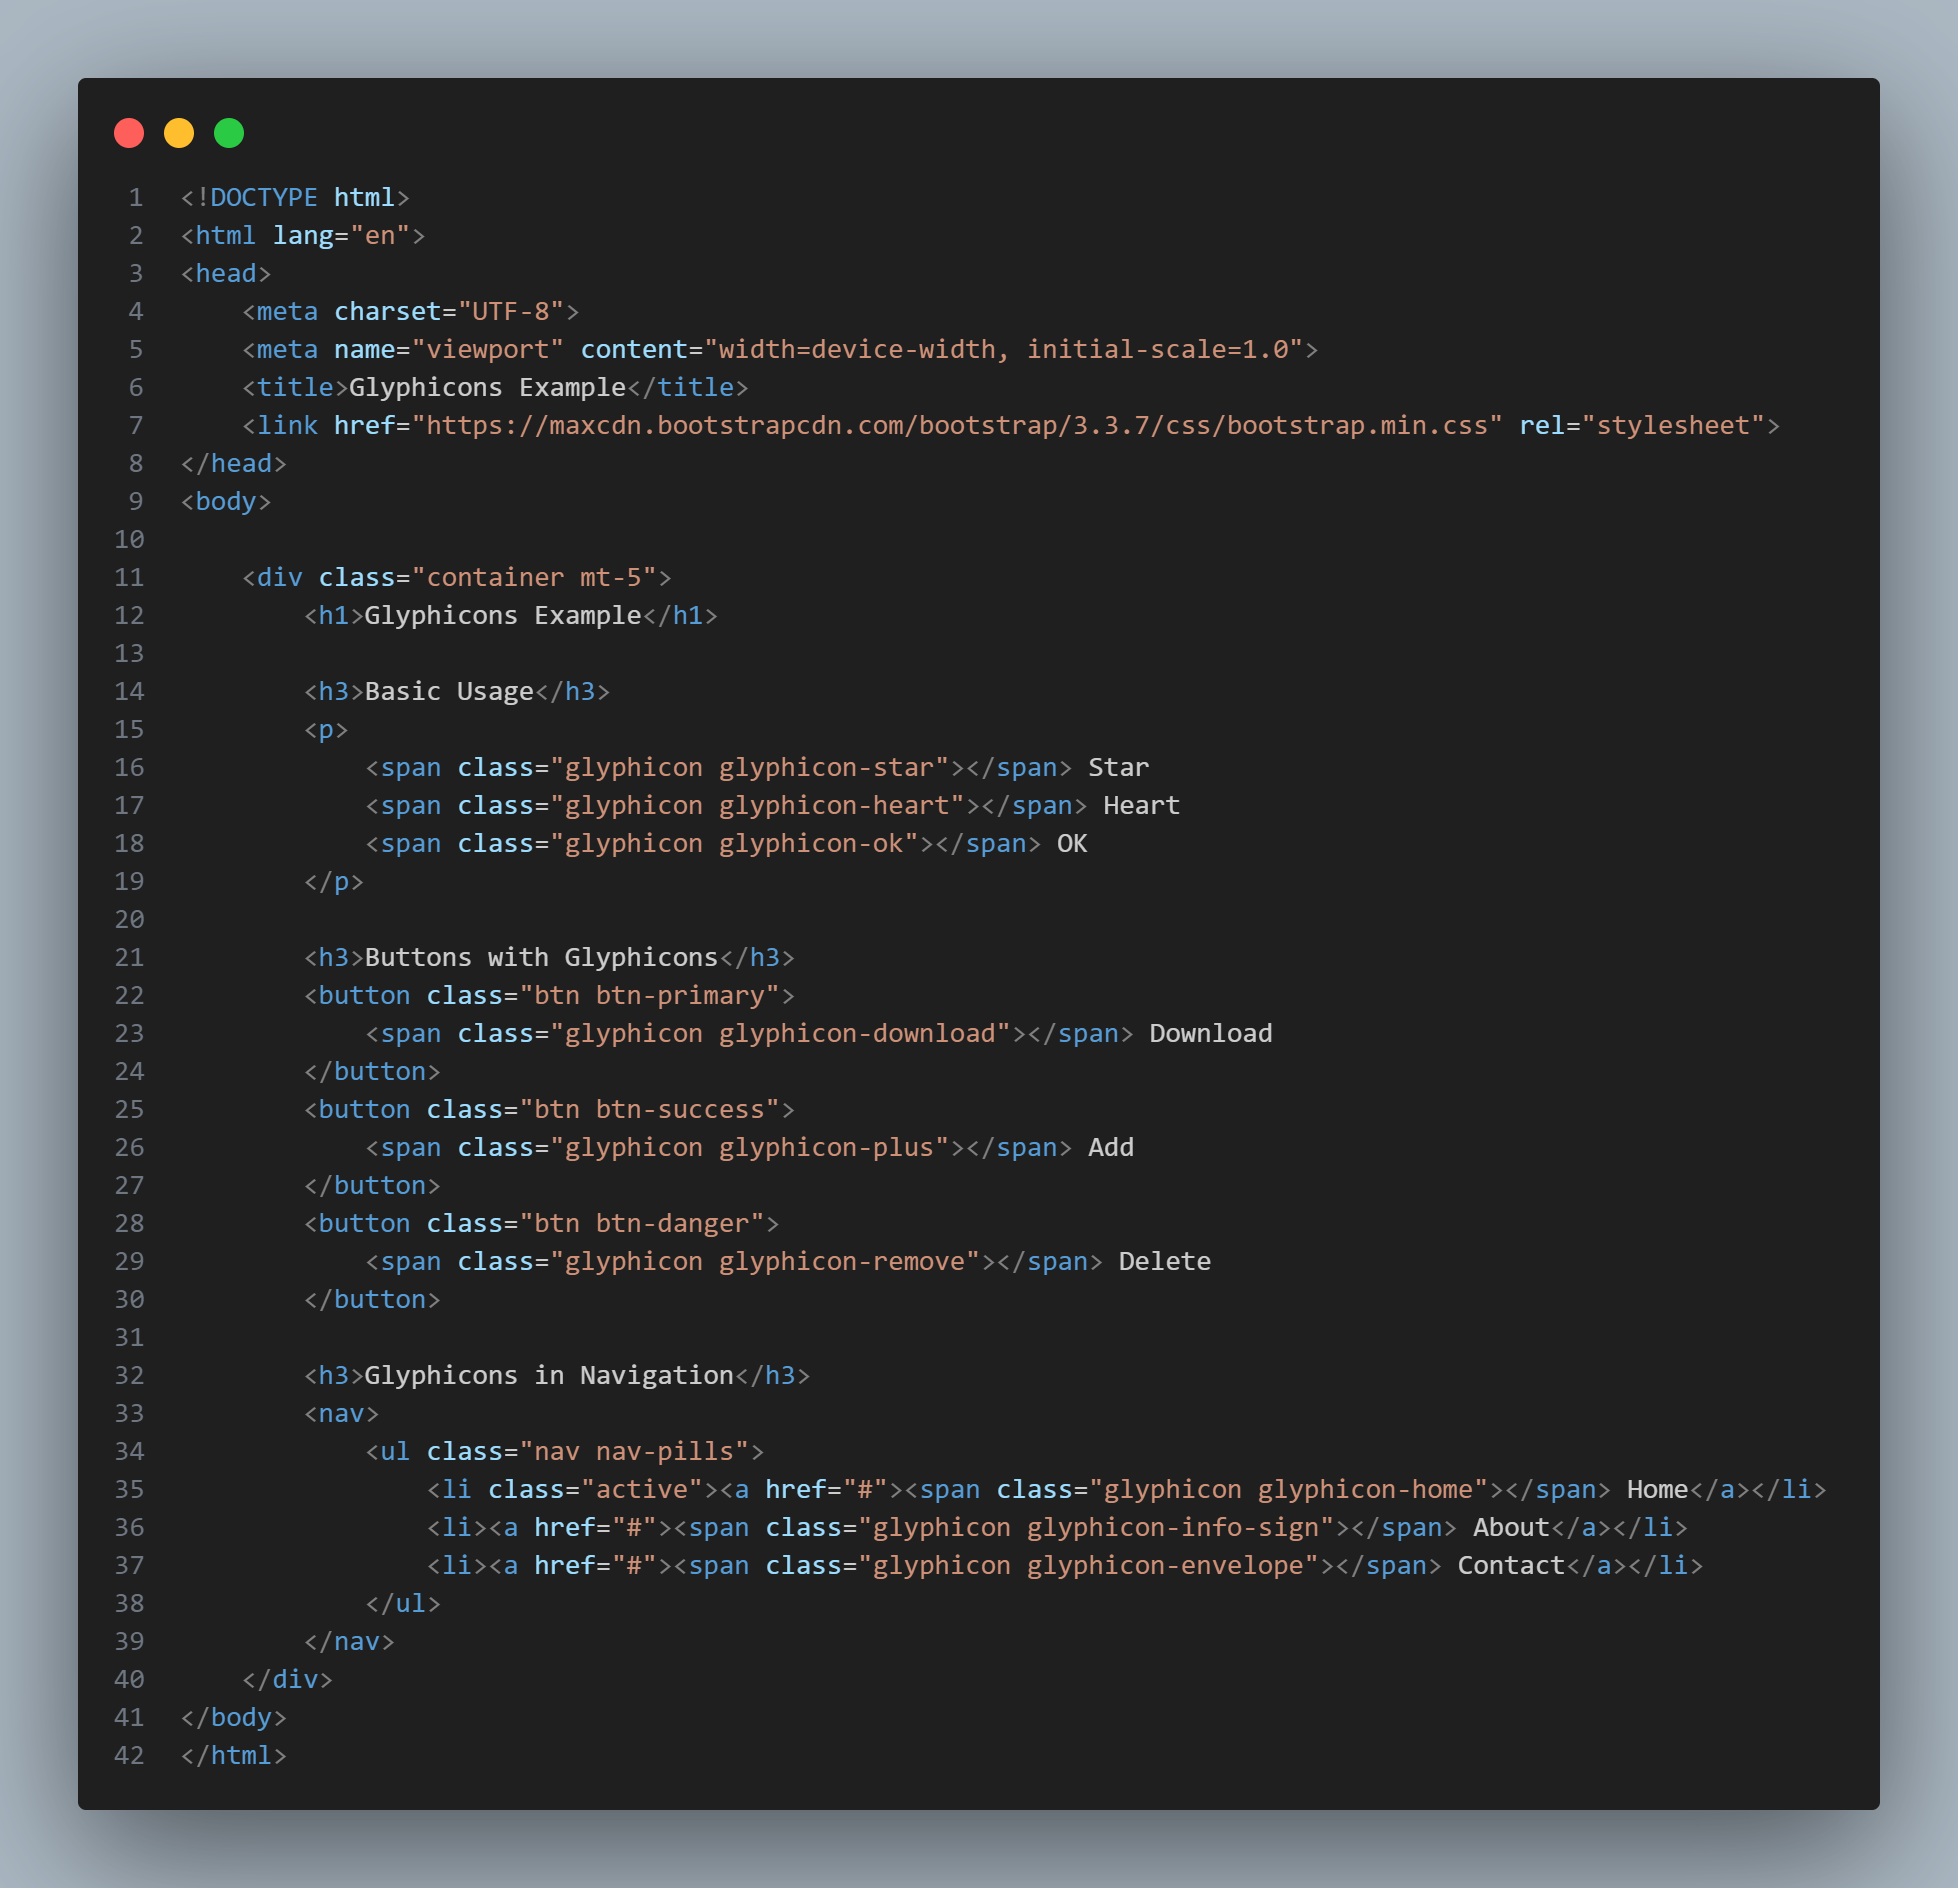 1 <!DOCTYPE html>
2 <html lang="en">
3 <head>
4     <meta charset="UTF-8">
5     <meta name="viewport" content="width=device-width, initial-scale=1.0">
6     <title>Glyphicons Example</title>
7     <link href="https://maxcdn.bootstrapcdn.com/bootstrap/3.3.7/css/bootstrap.min.css" rel="stylesheet">
8 </head>
9 <body>
10
11     <div class="container mt-5">
12         <h1>Glyphicons Example</h1>
13
14         <h3>Basic Usage</h3>
15         <p>
16             <span class="glyphicon glyphicon-star"></span> Star
17             <span class="glyphicon glyphicon-heart"></span> Heart
18             <span class="glyphicon glyphicon-ok"></span> OK
19         </p>
20
21         <h3>Buttons with Glyphicons</h3>
22         <button class="btn btn-primary">
23             <span class="glyphicon glyphicon-download"></span> Download
24         </button>
25         <button class="btn btn-success">
26             <span class="glyphicon glyphicon-plus"></span> Add
27         </button>
28         <button class="btn btn-danger">
29             <span class="glyphicon glyphicon-remove"></span> Delete
30         </button>
31
32         <h3>Glyphicons in Navigation</h3>
33         <nav>
34             <ul class="nav nav-pills">
35                 <li class="active"><a href="#"><span class="glyphicon glyphicon-home"></span> Home</a></li>
36                 <li><a href="#"><span class="glyphicon glyphicon-info-sign"></span> About</a></li>
37                 <li><a href="#"><span class="glyphicon glyphicon-envelope"></span> Contact</a></li>
38             </ul>
39         </nav>
40     </div>
41 </body>
42 </html>